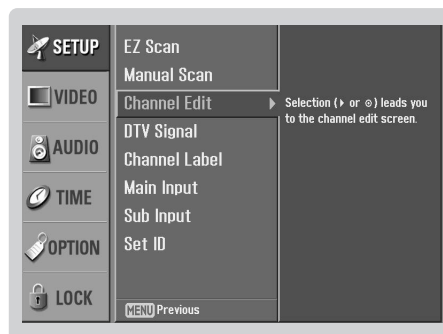 SETUP
VIDEO
AUDIO
TIME
OPTION
LOCK
EZ Scan
Manual Scan
Channel Edit
DTV Signal
Channel Label
Main Input
Sub Input
Set ID
MENU Previous
Selection (▶ or ⊙) leads you
to the channel edit screen.